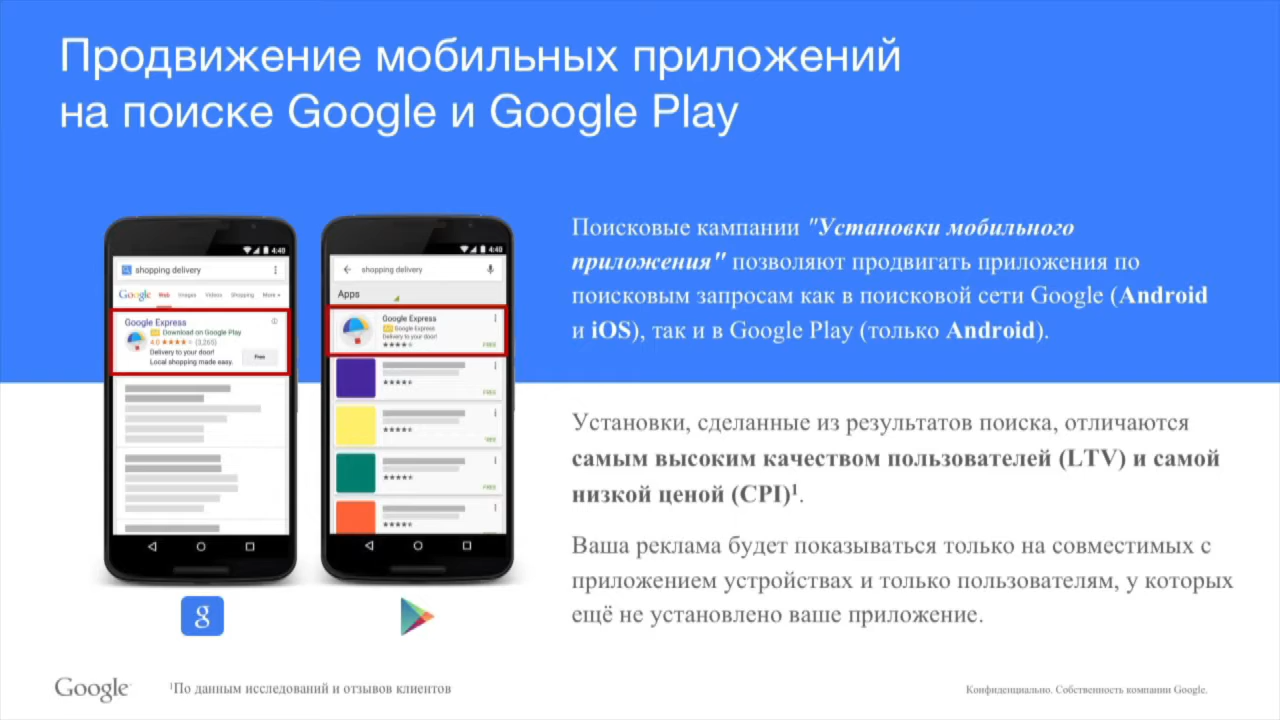 Продвижение мобильных приложений
на поиске Google и Google Play
4:40
shopping delivery
Google Web Images Videos Shopping More
Google Express
Ad Download on Google Play
4.0 ★★★★★ (3,265)
Delivery to your door!
Local shopping made easy.
Free
4:40
shopping delivery
Apps
Google Express
Ad Google Express
Delivery to your door!
FREE
FREE
FREE
FREE
FREE
Поисковые кампании "Установки мобильного
приложения" позволяют продвигать приложения по
поисковым запросам как в поисковой сети Google (Android
и iOS), так и в Google Play (только Android).
Установки, сделанные из результатов поиска, отличаются
самым высоким качеством пользователей (LTV) и самой
низкой ценой (CPI)¹.
Ваша реклама будет показываться только на совместимых с
приложением устройствах и только пользователям, у которых
ещё не установлено ваше приложение.
g
Google
¹По данным исследований и отзывов клиентов
Конфиденциально. Собственность компании Google.